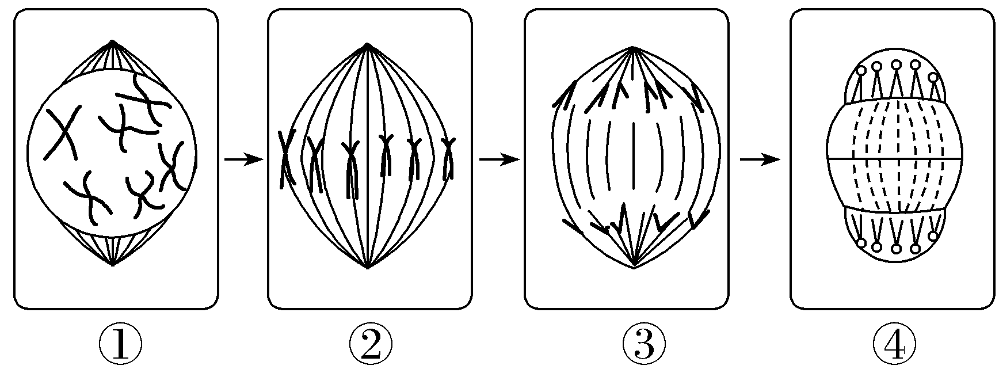 ① ② ③ ④